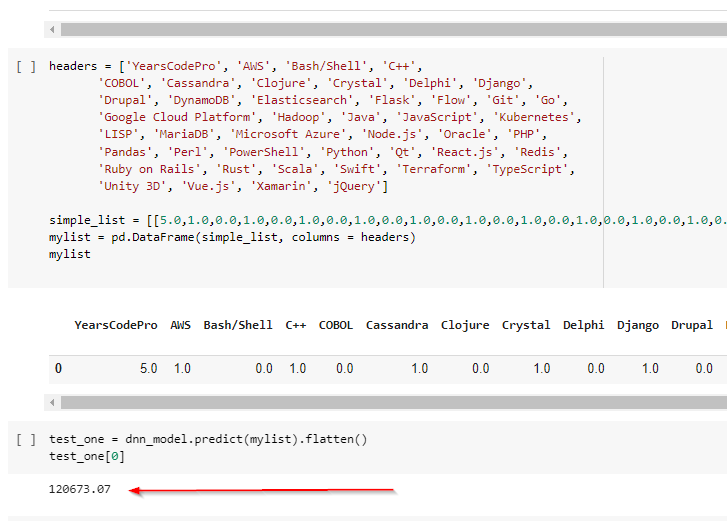 [ ] headers = ['YearsCodePro', 'AWS', 'Bash/Shell', 'C++',
'COBOL', 'Cassandra', 'Clojure', 'Crystal', 'Delphi', 'Django',
'Drupal', 'DynamoDB', 'Elasticsearch', 'Flask', 'Flow', 'Git', 'Go',
'Google Cloud Platform', 'Hadoop', 'Java', 'JavaScript', 'Kubernetes',
'LISP', 'MariaDB', 'Microsoft Azure', 'Node.js', 'Oracle', 'PHP',
'Pandas', 'Perl', 'PowerShell', 'Python', 'Qt', 'React.js', 'Redis',
'Ruby on Rails', 'Rust', 'Scala', 'Swift', 'Terraform', 'TypeScript',
'Unity 3D', 'Vue.js', 'Xamarin', 'jQuery']
simple_list = [[5.0,1.0,0.0,1.0,0.0,1.0,0.0,1.0,0.0,1.0,0.0,1.0,0.0,1.0,0.0,1.0,0.0,1.0,0.0,1.0,0.
mylist = pd.DataFrame(simple_list, columns = headers)
mylist
YearsCodePro AWS Bash/Shell C++ COBOL Cassandra Clojure Crystal Delphi Django Drupal
0 5.0 1.0 0.0 1.0 0.0 1.0 0.0 1.0 0.0 1.0 0.0
[ ] test_one = dnn_model.predict(mylist).flatten()
test_one[0]
120673.07